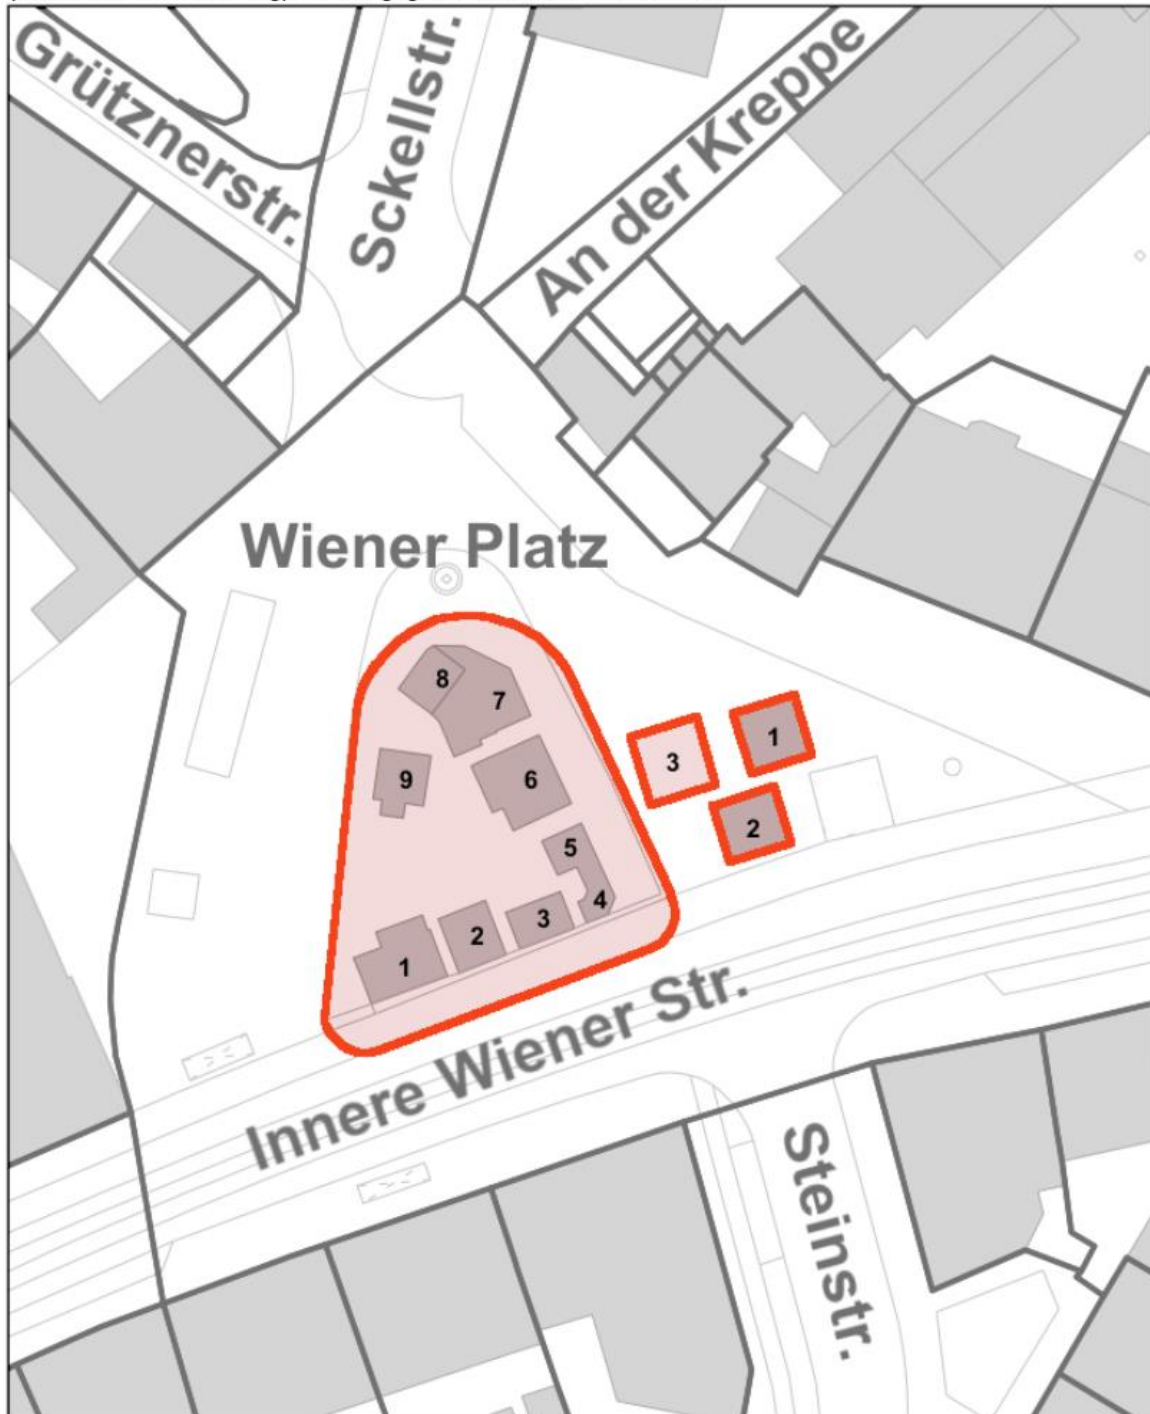 Grütznerstr.
Sckellstr.
An der Kreppe
Wiener Platz
8
7
9
6
5
4
3
2
1
3
1
2
Innere Wiener Str.
Steinstr.